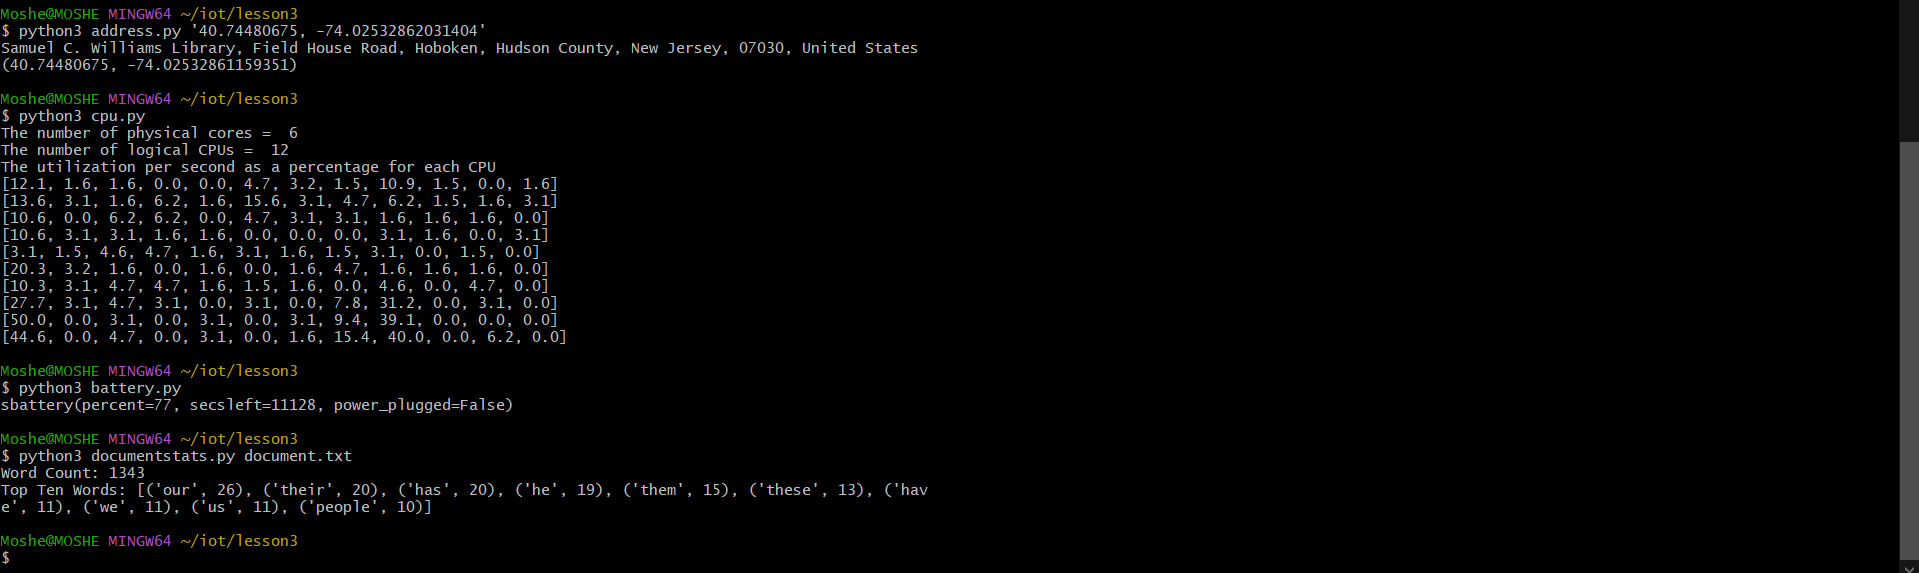 Moshe@MOSHE MINGW64 ~/iot/lesson3
$ python3 address.py '40.74480675, -74.02532862031404'
Samuel C. Williams Library, Field House Road, Hoboken, Hudson County, New Jersey, 07030, United States
(40.74480675, -74.02532861159351)

Moshe@MOSHE MINGW64 ~/iot/lesson3
$ python3 cpu.py
The number of physical cores =  6
The number of logical CPUs =  12
The utilization per second as a percentage for each CPU
[12.1, 1.6, 1.6, 0.0, 0.0, 4.7, 3.2, 1.5, 10.9, 1.5, 0.0, 1.6]
[13.6, 3.1, 1.6, 6.2, 1.6, 15.6, 3.1, 4.7, 6.2, 1.5, 1.6, 3.1]
[10.6, 0.0, 6.2, 6.2, 0.0, 4.7, 3.1, 3.1, 1.6, 1.6, 1.6, 0.0]
[10.6, 3.1, 3.1, 1.6, 1.6, 0.0, 0.0, 0.0, 3.1, 1.6, 0.0, 3.1]
[3.1, 1.5, 4.6, 4.7, 1.6, 3.1, 1.6, 1.5, 3.1, 0.0, 1.5, 0.0]
[20.3, 3.2, 1.6, 0.0, 1.6, 0.0, 1.6, 4.7, 1.6, 1.6, 1.6, 0.0]
[10.3, 3.1, 4.7, 4.7, 1.6, 1.5, 1.6, 0.0, 4.6, 0.0, 4.7, 0.0]
[27.7, 3.1, 4.7, 3.1, 0.0, 3.1, 0.0, 7.8, 31.2, 0.0, 3.1, 0.0]
[50.0, 0.0, 3.1, 0.0, 3.1, 0.0, 3.1, 9.4, 39.1, 0.0, 0.0, 0.0]
[44.6, 0.0, 4.7, 0.0, 3.1, 0.0, 1.6, 15.4, 40.0, 0.0, 6.2, 0.0]

Moshe@MOSHE MINGW64 ~/iot/lesson3
$ python3 battery.py
sbattery(percent=77, secsleft=11128, power_plugged=False)

Moshe@MOSHE MINGW64 ~/iot/lesson3
$ python3 documentstats.py document.txt
Word Count: 1343
Top Ten Words: [('our', 26), ('their', 20), ('has', 20), ('he', 19), ('them', 15), ('these', 13), ('hav
e', 11), ('we', 11), ('us', 11), ('people', 10)]

Moshe@MOSHE MINGW64 ~/iot/lesson3
$